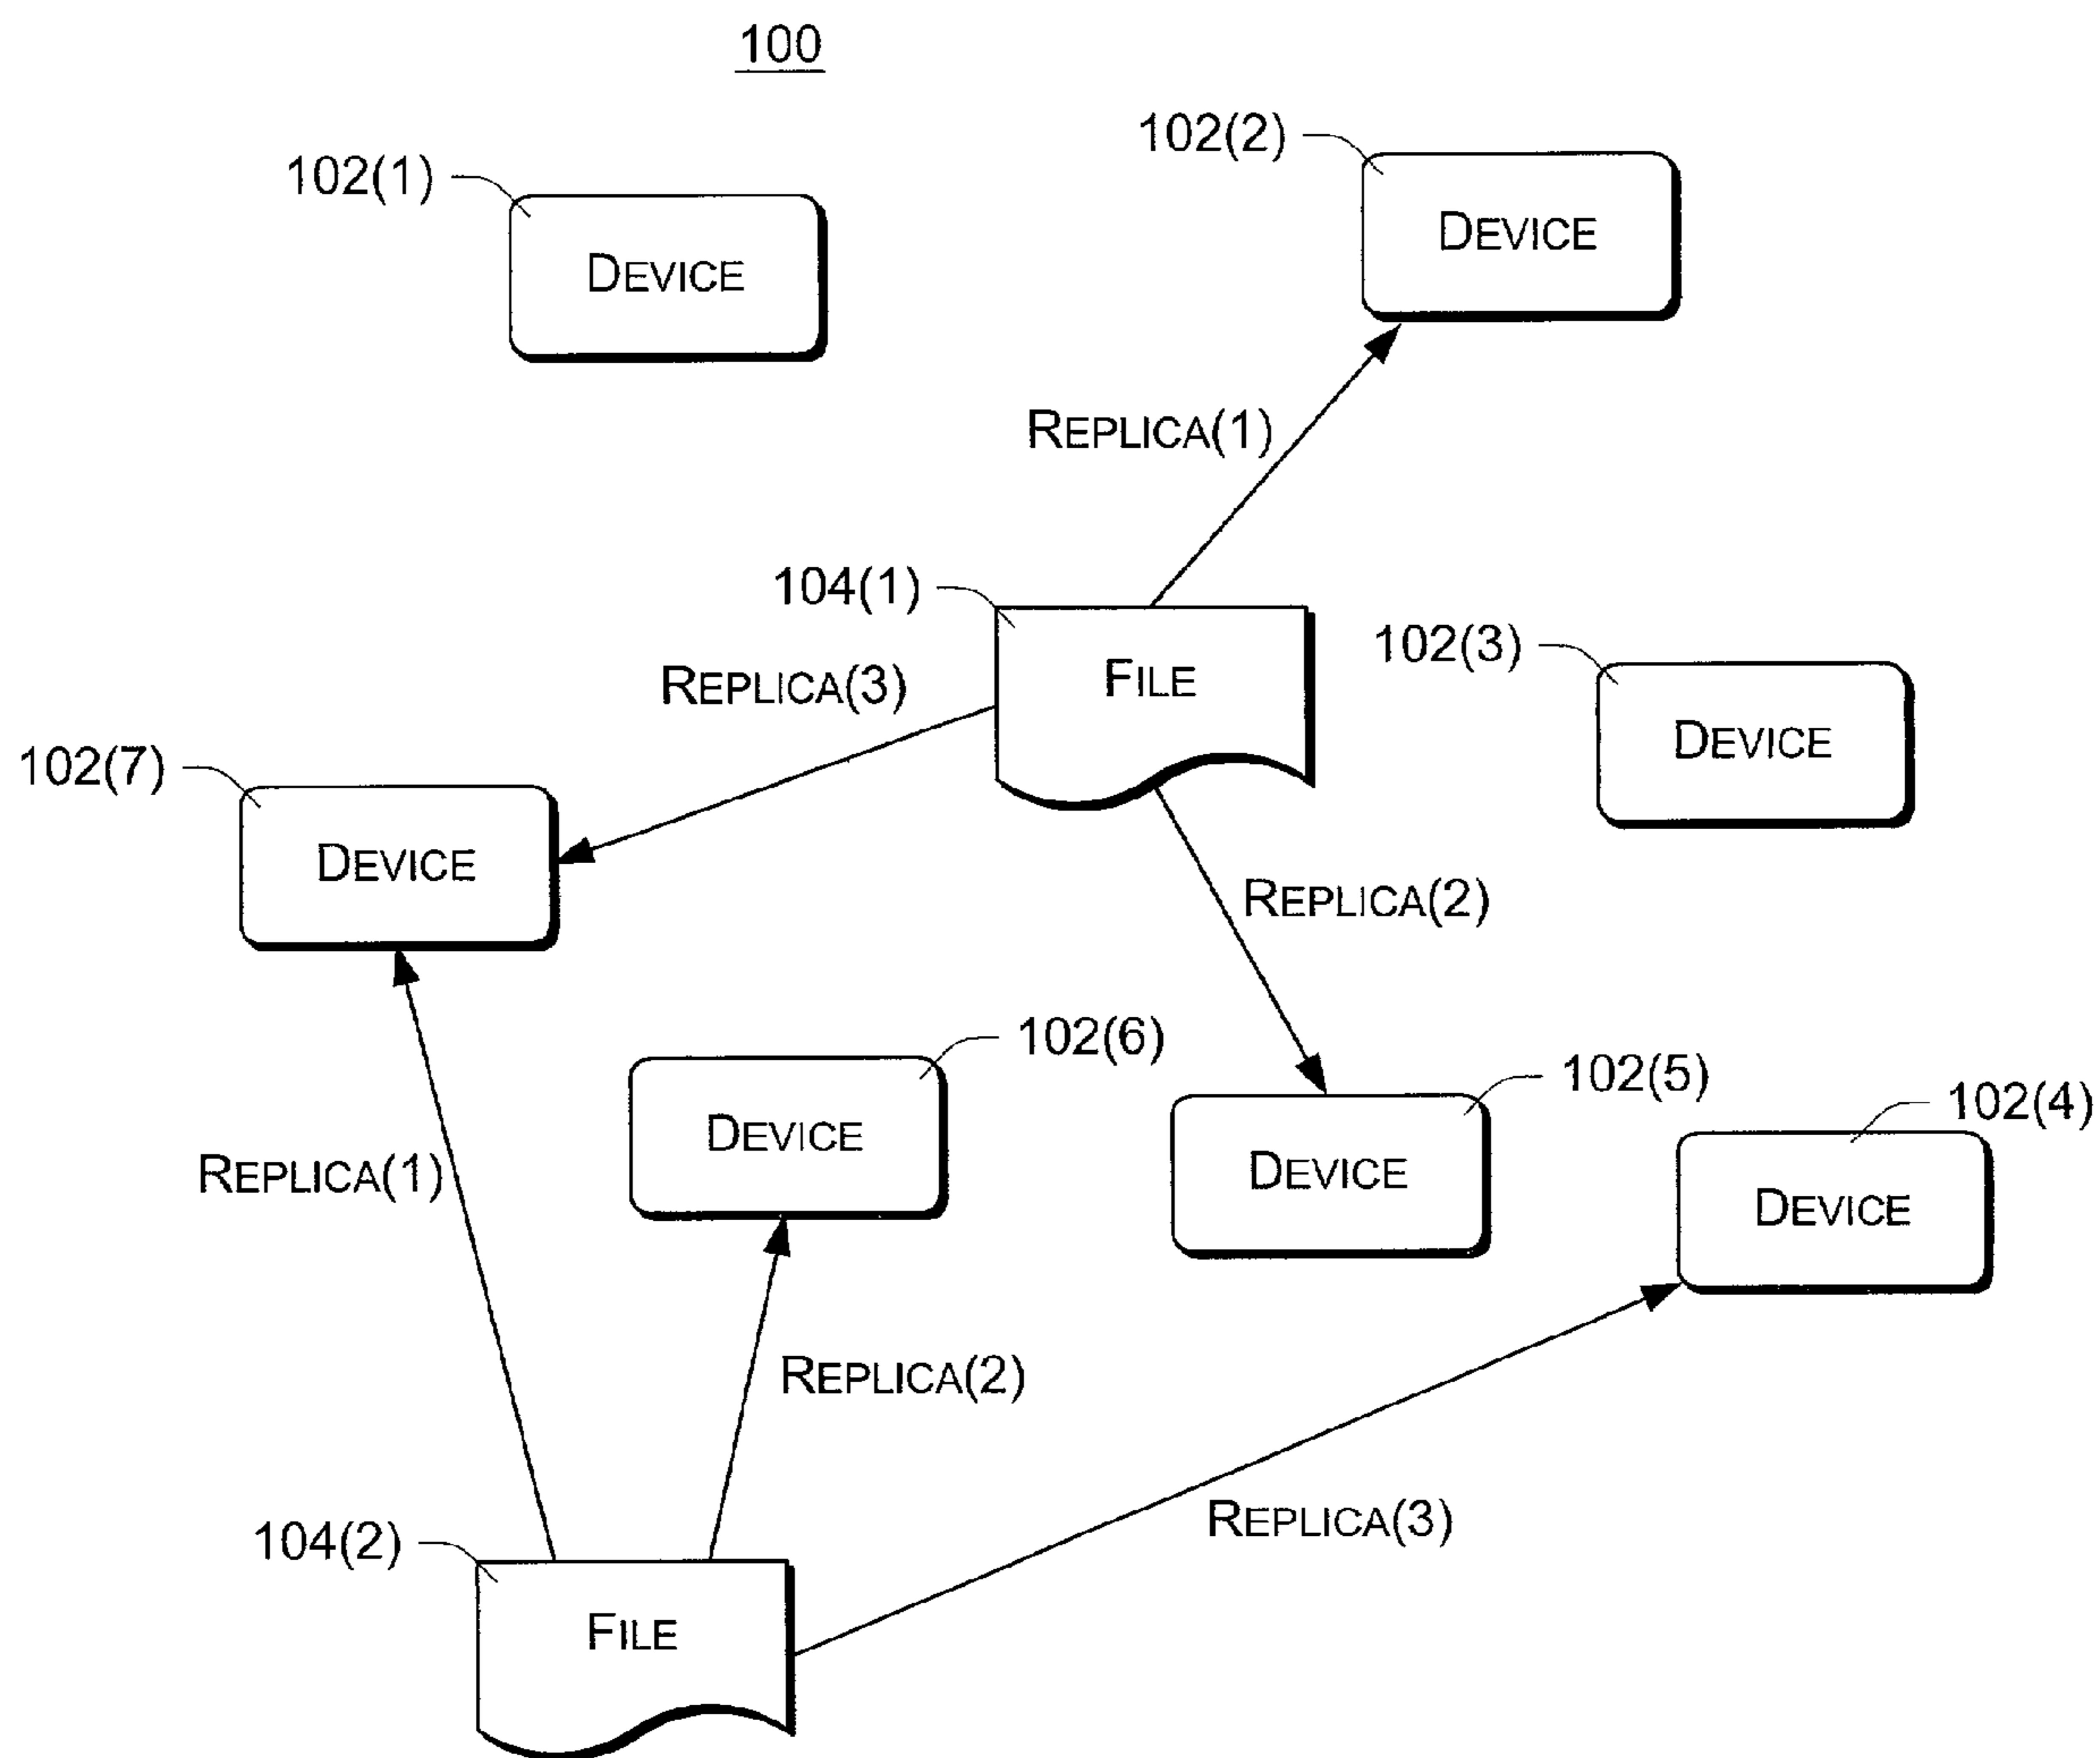 100
102(2)
102(1)
DEVICE
DEVICE
REPLICA(1)
104(1)
102(3)
FILE
REPLICA(3)
DEVICE
102(7)
DEVICE
REPLICA(2)
102(6)
102(5)
102(4)
DEVICE
DEVICE
REPLICA(1)
DEVICE
REPLICA(2)
REPLICA(3)
104(2)
FILE